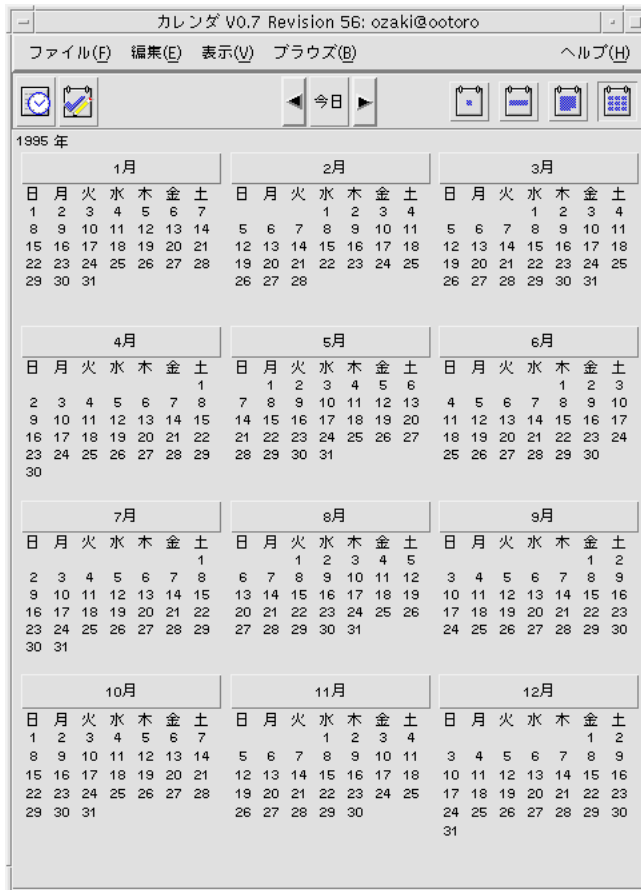 カレンダ V0.7 Revision 56: ozaki@ootoro
ファイル(F) 編集(E) 表示(V) ブラウズ(B) ヘルプ(H)
今日
1995 年
1月 2月 3月
日 月 火 水 木 金 土 日 月 火 水 木 金 土 日 月 火 水 木 金 土
1 2 3 4 5 6 7 1 2 3 4 1 2 3 4
8 9 10 11 12 13 14 5 6 7 8 9 10 11 5 6 7 8 9 10 11
15 16 17 18 19 20 21 12 13 14 15 16 17 18 12 13 14 15 16 17 18
22 23 24 25 26 27 28 19 20 21 22 23 24 25 19 20 21 22 23 24 25
29 30 31 26 27 28 26 27 28 29 30 31
4月 5月 6月
日 月 火 水 木 金 土 日 月 火 水 木 金 土 日 月 火 水 木 金 土
1 1 2 3 4 5 6 1 2 3
2 3 4 5 6 7 8 7 8 9 10 11 12 13 4 5 6 7 8 9 10
9 10 11 12 13 14 15 14 15 16 17 18 19 20 11 12 13 14 15 16 17
16 17 18 19 20 21 22 21 22 23 24 25 26 27 18 19 20 21 22 23 24
23 24 25 26 27 28 29 28 29 30 31 25 26 27 28 29 30
30
7月 8月 9月
日 月 火 水 木 金 土 日 月 火 水 木 金 土 日 月 火 水 木 金 土
1 1 2 3 4 5 1 2
2 3 4 5 6 7 8 6 7 8 9 10 11 12 3 4 5 6 7 8 9
9 10 11 12 13 14 15 13 14 15 16 17 18 19 10 11 12 13 14 15 16
16 17 18 19 20 21 22 20 21 22 23 24 25 26 17 18 19 20 21 22 23
23 24 25 26 27 28 29 27 28 29 30 31 24 25 26 27 28 29 30
30 31
10月 11月 12月
日 月 火 水 木 金 土 日 月 火 水 木 金 土 日 月 火 水 木 金 土
1 2 3 4 5 6 7 1 2 3 4 1 2
8 9 10 11 12 13 14 5 6 7 8 9 10 11 3 4 5 6 7 8 9
15 16 17 18 19 20 21 12 13 14 15 16 17 18 10 11 12 13 14 15 16
22 23 24 25 26 27 28 19 20 21 22 23 24 25 17 18 19 20 21 22 23
29 30 31 26 27 28 29 30 24 25 26 27 28 29 30
31